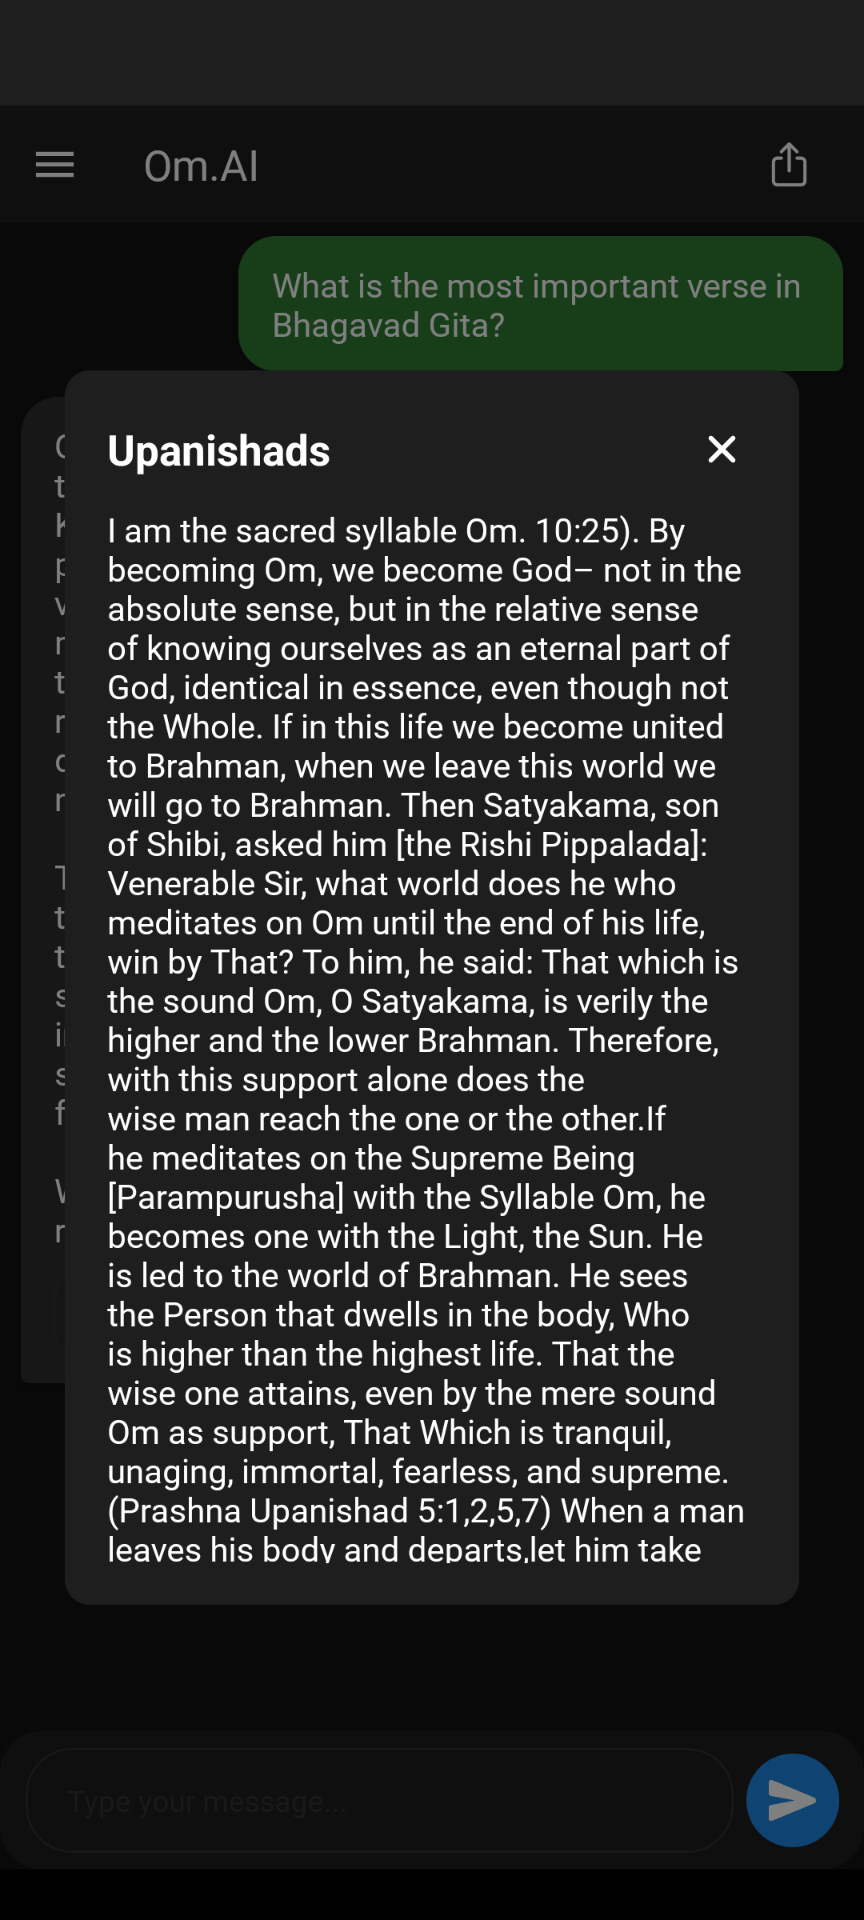 Om.AI
What is the most important verse in
Bhagavad Gita?
Upanishads
I am the sacred syllable Om. 10:25). By
becoming Om, we become God– not in the
absolute sense, but in the relative sense
of knowing ourselves as an eternal part of
God, identical in essence, even though not
the Whole. If in this life we become united
to Brahman, when we leave this world we
will go to Brahman. Then Satyakama, son
of Shibi, asked him [the Rishi Pippalada]:
Venerable Sir, what world does he who
meditates on Om until the end of his life,
win by That? To him, he said: That which is
the sound Om, O Satyakama, is verily the
higher and the lower Brahman. Therefore,
with this support alone does the
wise man reach the one or the other.If
he meditates on the Supreme Being
[Parampurusha] with the Syllable Om, he
becomes one with the Light, the Sun. He
is led to the world of Brahman. He sees
the Person that dwells in the body, Who
is higher than the highest life. That the
wise one attains, even by the mere sound
Om as support, That Which is tranquil,
unaging, immortal, fearless, and supreme.
(Prashna Upanishad 5:1,2,5,7) When a man
leaves his body and departs,let him take
Type your message...